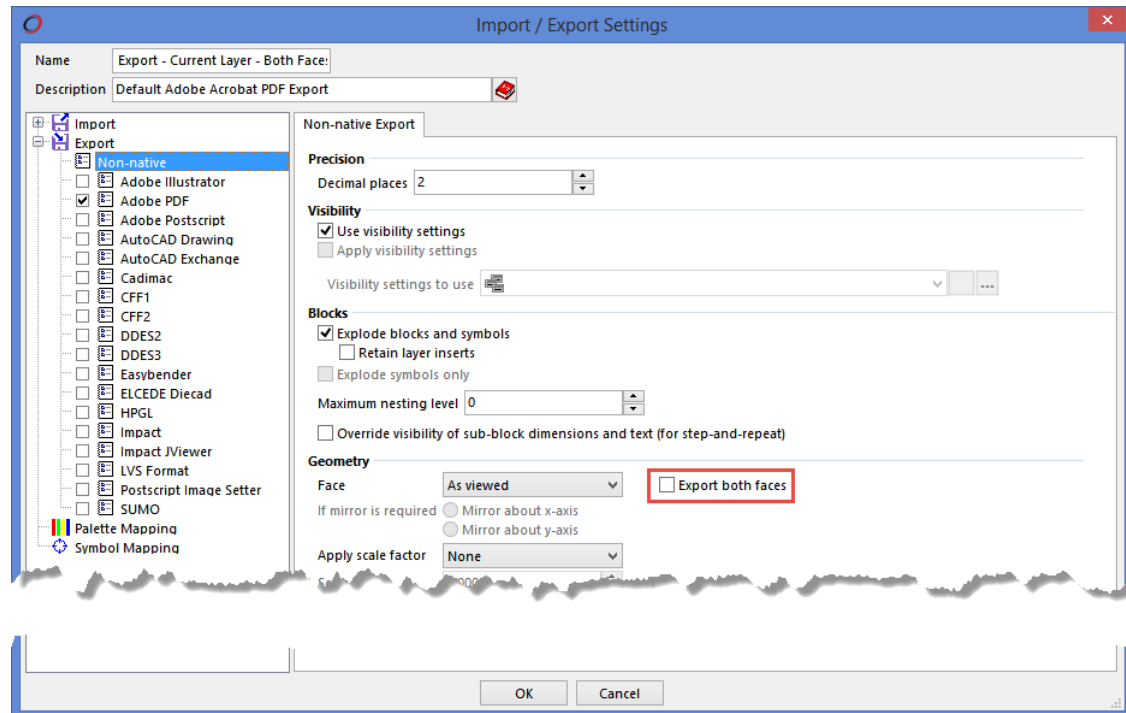 Import / Export Settings
Name Export - Current Layer - Both Face:
Description Default Adobe Acrobat PDF Export
Import
Export
Non-native
Adobe Illustrator
Adobe PDF
Adobe Postscript
AutoCAD Drawing
AutoCAD Exchange
Cadimac
CFF1
CFF2
DDES2
DDES3
Easybender
ELCEDE Diecad
HPGL
Impact
Impact JViewer
LVS Format
Postscript Image Setter
SUMO
Palette Mapping
Symbol Mapping
Non-native Export
Precision
Decimal places 2
Visibility
Use visibility settings
Apply visibility settings
Visibility settings to use ...
Blocks
Explode blocks and symbols
Retain layer inserts
Explode symbols only
Maximum nesting level 0
Override visibility of sub-block dimensions and text (for step-and-repeat)
Geometry
Face As viewed Export both faces
If mirror is required Mirror about x-axis
Mirror about y-axis
Apply scale factor None
OK Cancel